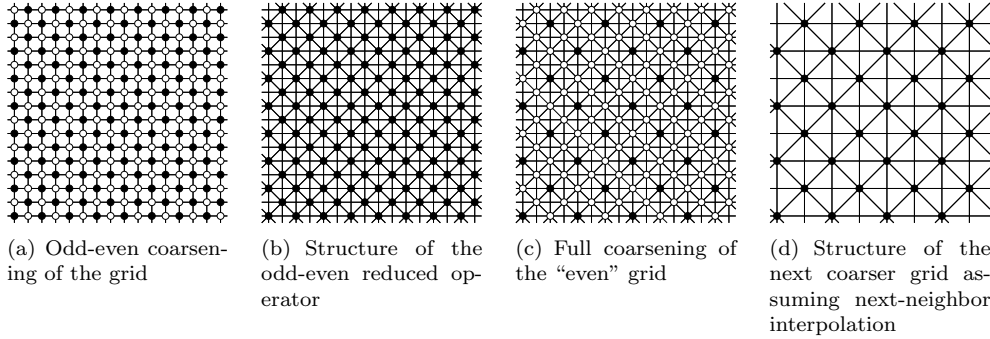 (a) Odd-even coarsen-
ing of the grid
(b) Structure of the
odd-even reduced op-
erator
(c) Full coarsening of
the “even” grid
(d) Structure of the
next coarser grid as-
suming next-neighbor
interpolation